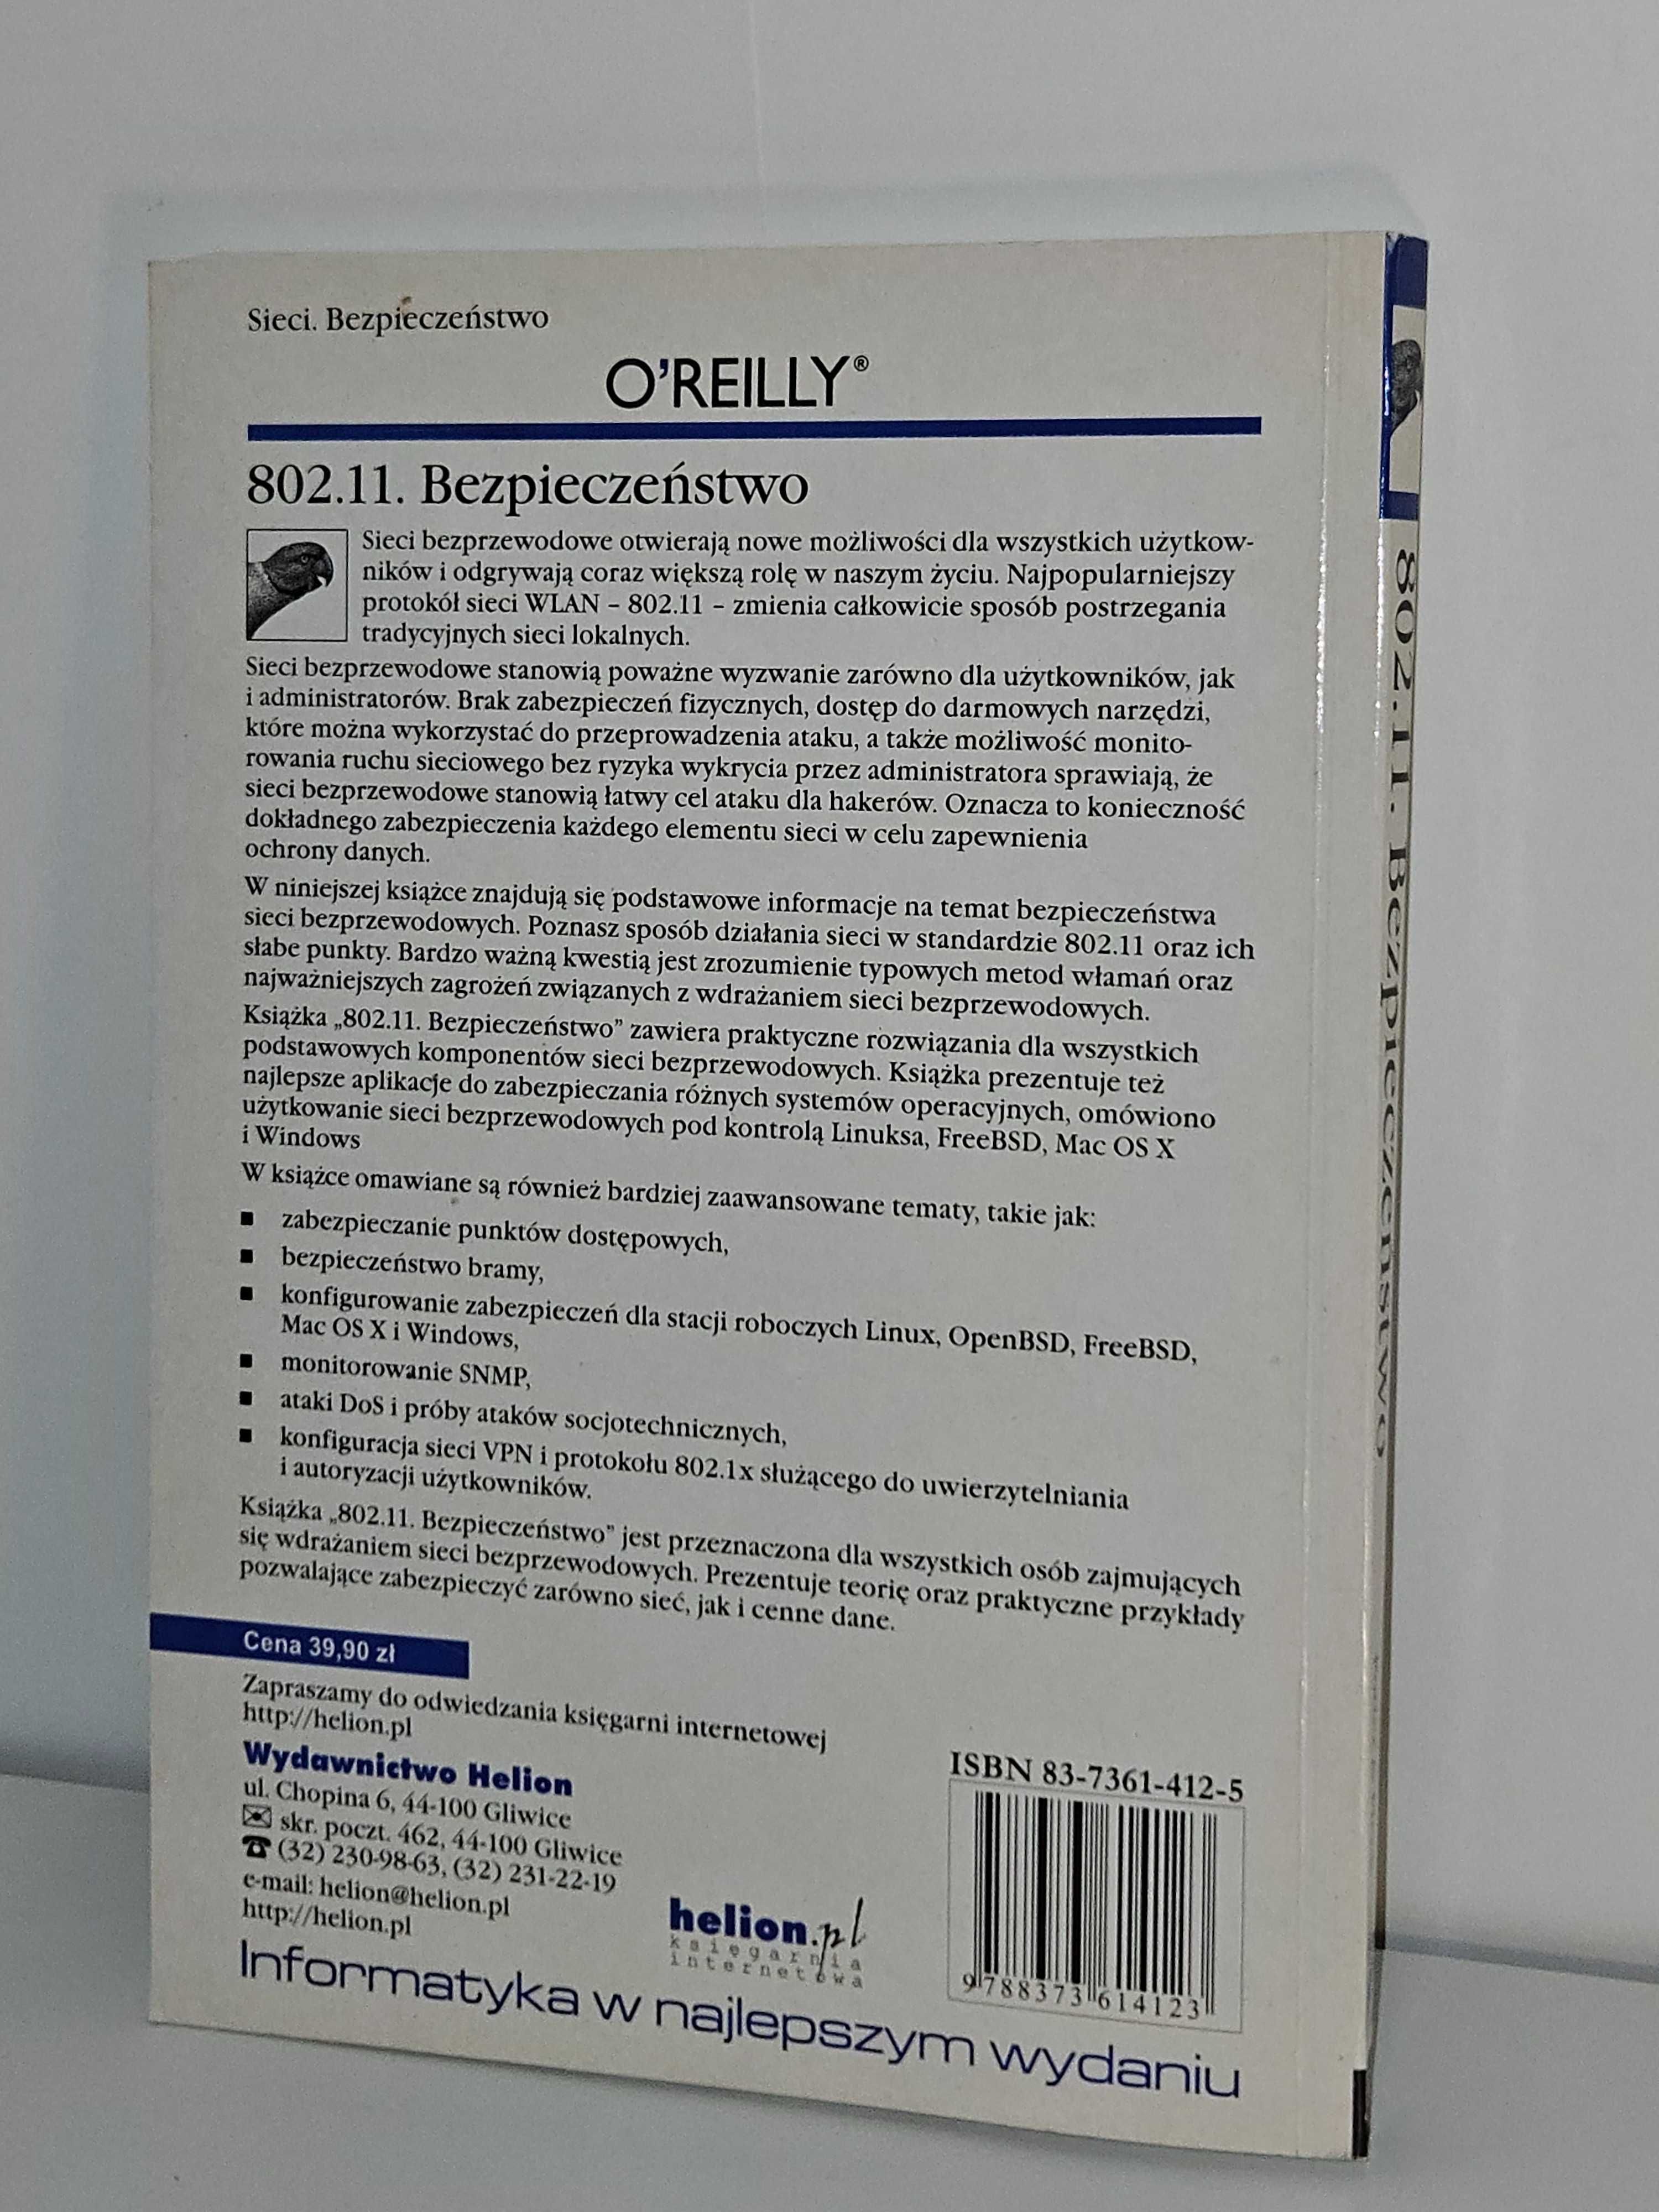 Sieci. Bezpieczeństwo
O'REILLY®
802.11. Bezpieczeństwo
Sieci bezprzewodowe otwierają nowe możliwości dla wszystkich użytkow-
ników i odgrywają coraz większą rolę w naszym życiu. Najpopularniejszy
protokół sieci WLAN – 802.11 – zmienia całkowicie sposób postrzegania
tradycyjnych sieci lokalnych.
Sieci bezprzewodowe stanowią poważne wyzwanie zarówno dla użytkowników, jak
i administratorów. Brak zabezpieczeń fizycznych, dostęp do darmowych narzędzi,
które można wykorzystać do przeprowadzenia ataku, a także możliwość monito-
rowania ruchu sieciowego bez ryzyka wykrycia przez administratora sprawiają, że
sieci bezprzewodowe stanowią łatwy cel ataku dla hakerów. Oznacza to konieczność
dokładnego zabezpieczenia każdego elementu sieci w celu zapewnienia
ochrony danych.
W niniejszej książce znajdują się podstawowe informacje na temat bezpieczeństwa
sieci bezprzewodowych. Poznasz sposób działania sieci w standardzie 802.11 oraz ich
słabe punkty. Bardzo ważną kwestią jest zrozumienie typowych metod włamań oraz
najważniejszych zagrożeń związanych z wdrażaniem sieci bezprzewodowych.
Książka „802.11. Bezpieczeństwo” zawiera praktyczne rozwiązania dla wszystkich
podstawowych komponentów sieci bezprzewodowych. Książka prezentuje też
najlepsze aplikacje do zabezpieczania różnych systemów operacyjnych, omówiono
użytkowanie sieci bezprzewodowych pod kontrolą Linuksa, FreeBSD, Mac OS X
i Windows
W książce omawiane są również bardziej zaawansowane tematy, takie jak:
■ zabezpieczanie punktów dostępowych,
■ bezpieczeństwo bramy,
■ konfigurowanie zabezpieczeń dla stacji roboczych Linux, OpenBSD, FreeBSD,
Mac OS X i Windows,
■ monitorowanie SNMP,
■ ataki DoS i próby ataków socjotechnicznych,
■ konfiguracja sieci VPN i protokołu 802.1x służącego do uwierzytelniania
i autoryzacji użytkowników.
Książka „802.11. Bezpieczeństwo” jest przeznaczona dla wszystkich osób zajmujących
się wdrażaniem sieci bezprzewodowych. Prezentuje teorię oraz praktyczne przykłady
pozwalające zabezpieczyć zarówno sieć, jak i cenne dane.
Cena 39,90 zł
Zapraszamy do odwiedzania księgarni internetowej
http://helion.pl
Wydawnictwo Helion
ul. Chopina 6, 44-100 Gliwice
✉ skr. poczt. 462, 44-100 Gliwice
☎ (32) 230-98-63, (32) 231-22-19
e-mail: helion@helion.pl
http://helion.pl
helion.pl
księgarnia
internetowa
ISBN 83-7361-412-5
9788373614123
Informatyka w najlepszym wydaniu
802.11. Bezpieczeństwo